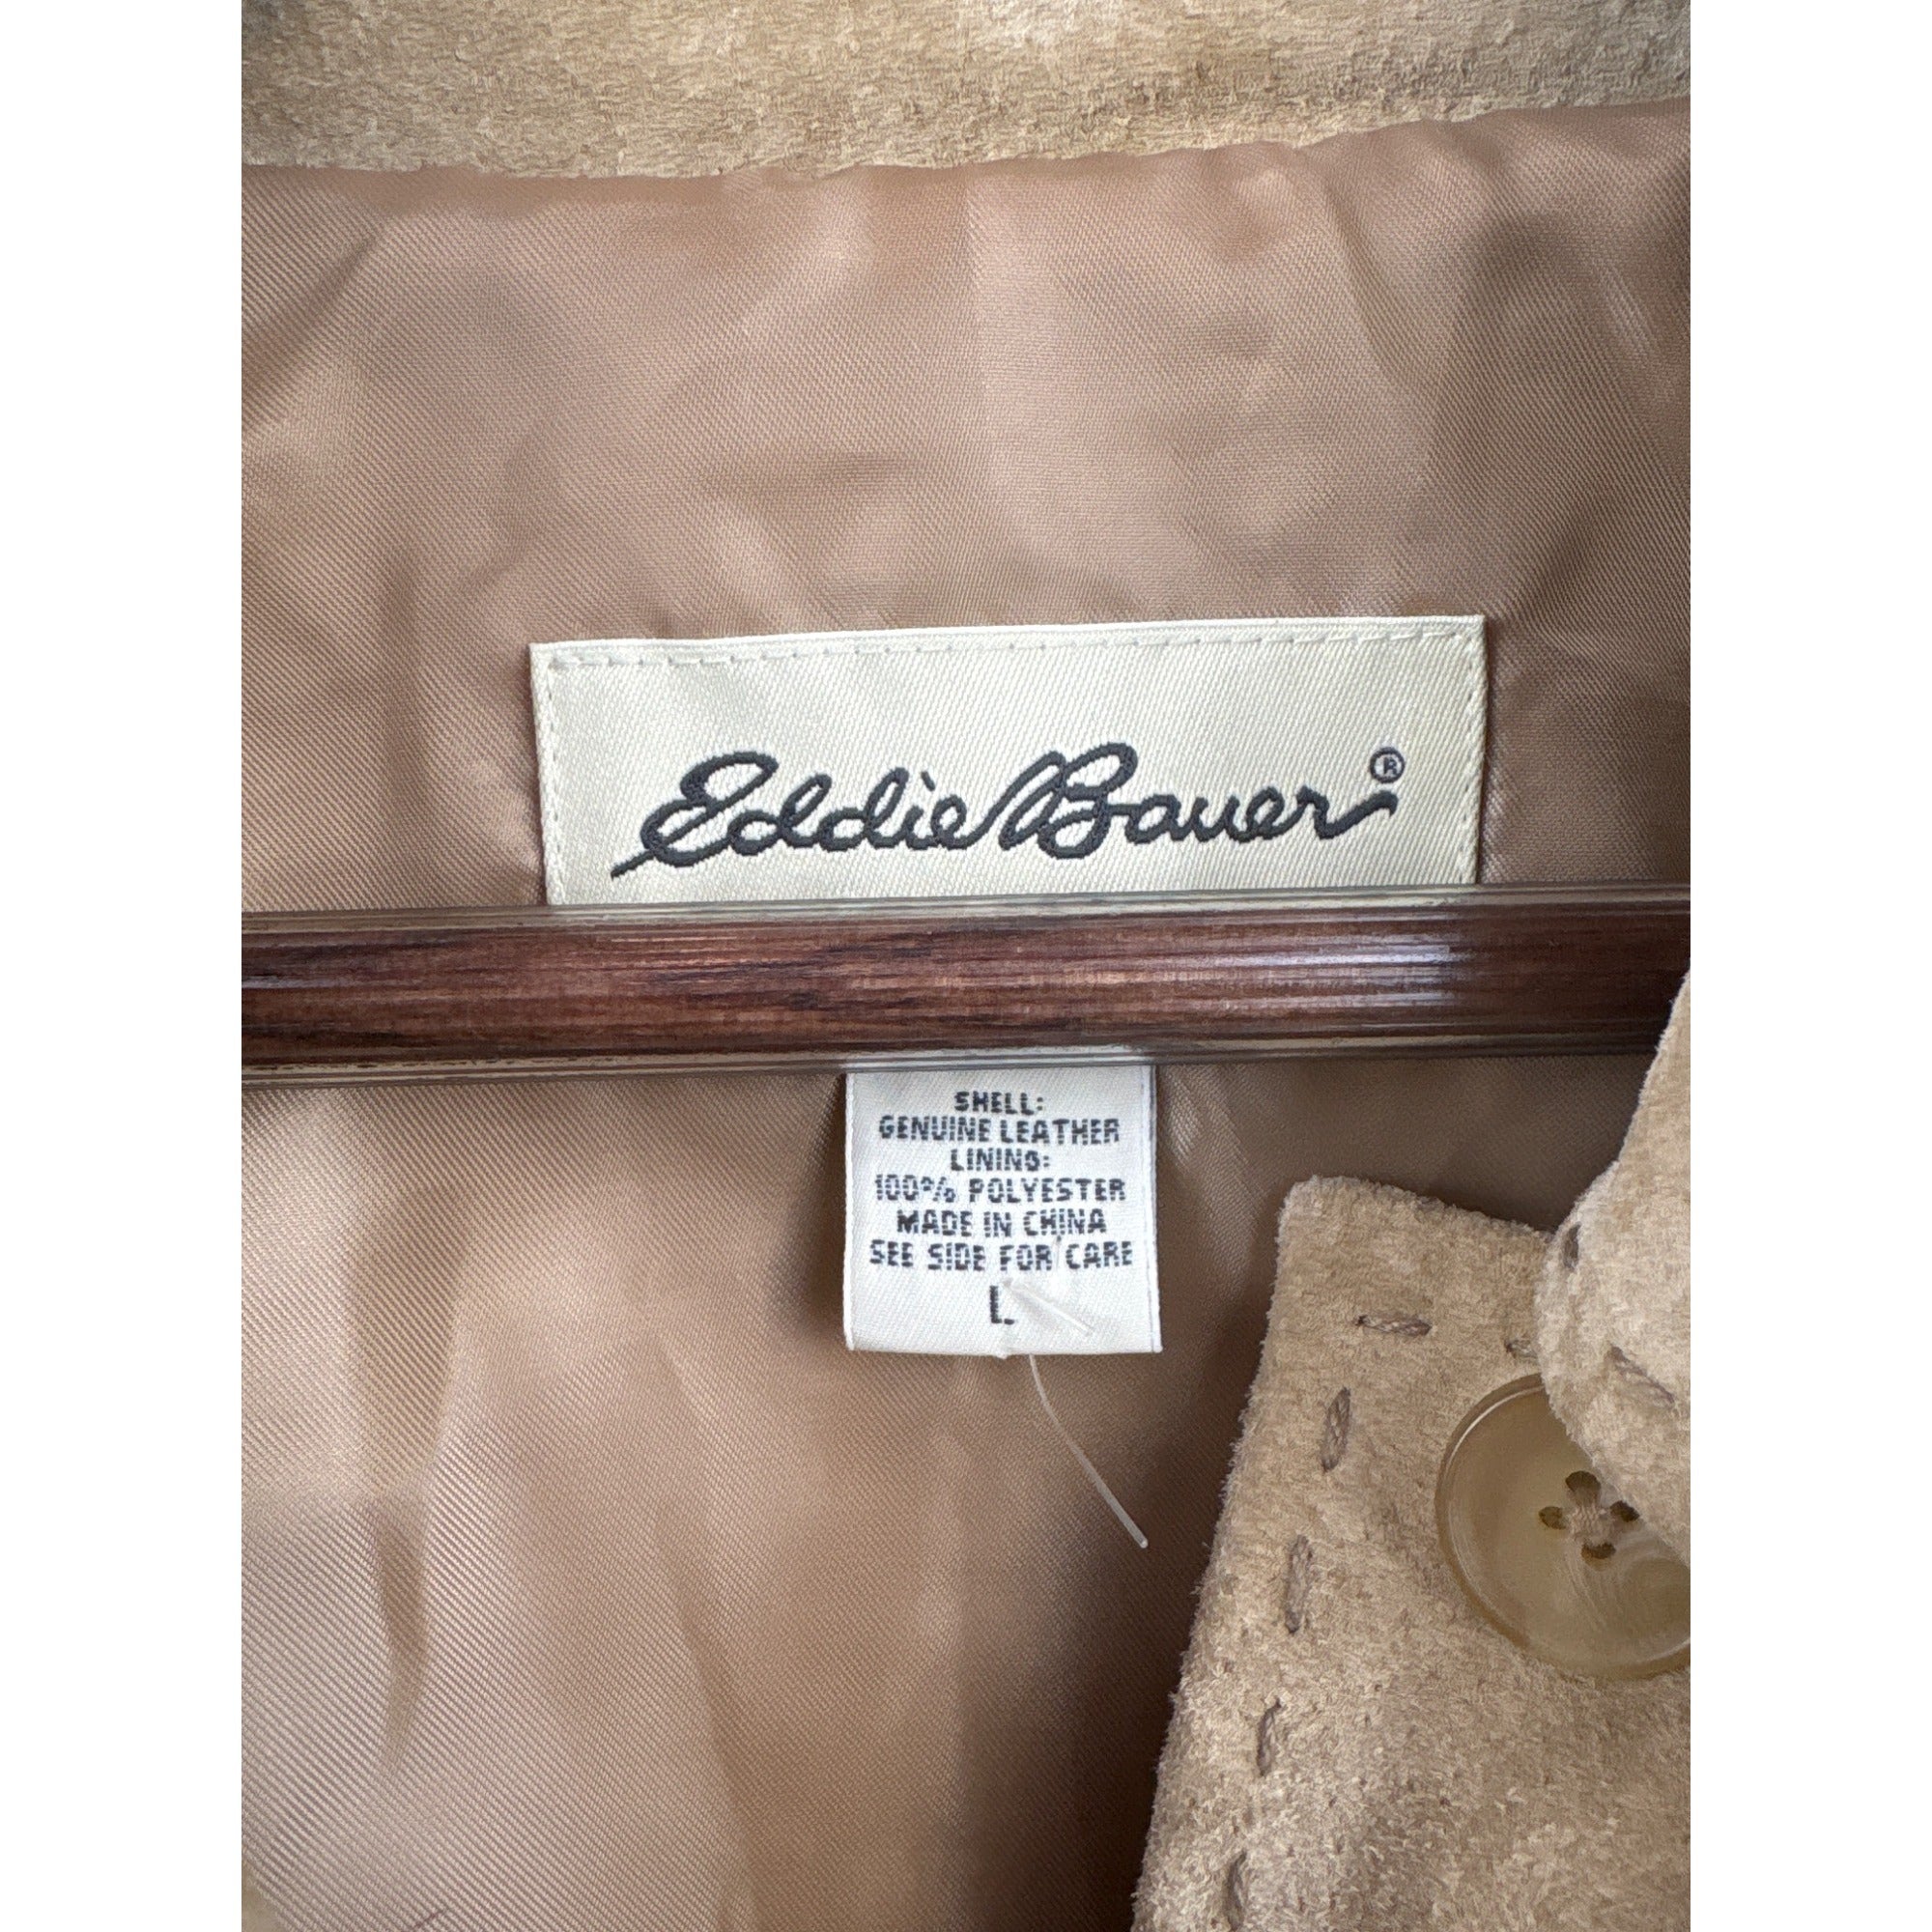 Eddie Bauer®
SHELL:
GENUINE LEATHER
LINING:
100% POLYESTER
MADE IN CHINA
SEE SIDE FOR CARE
L